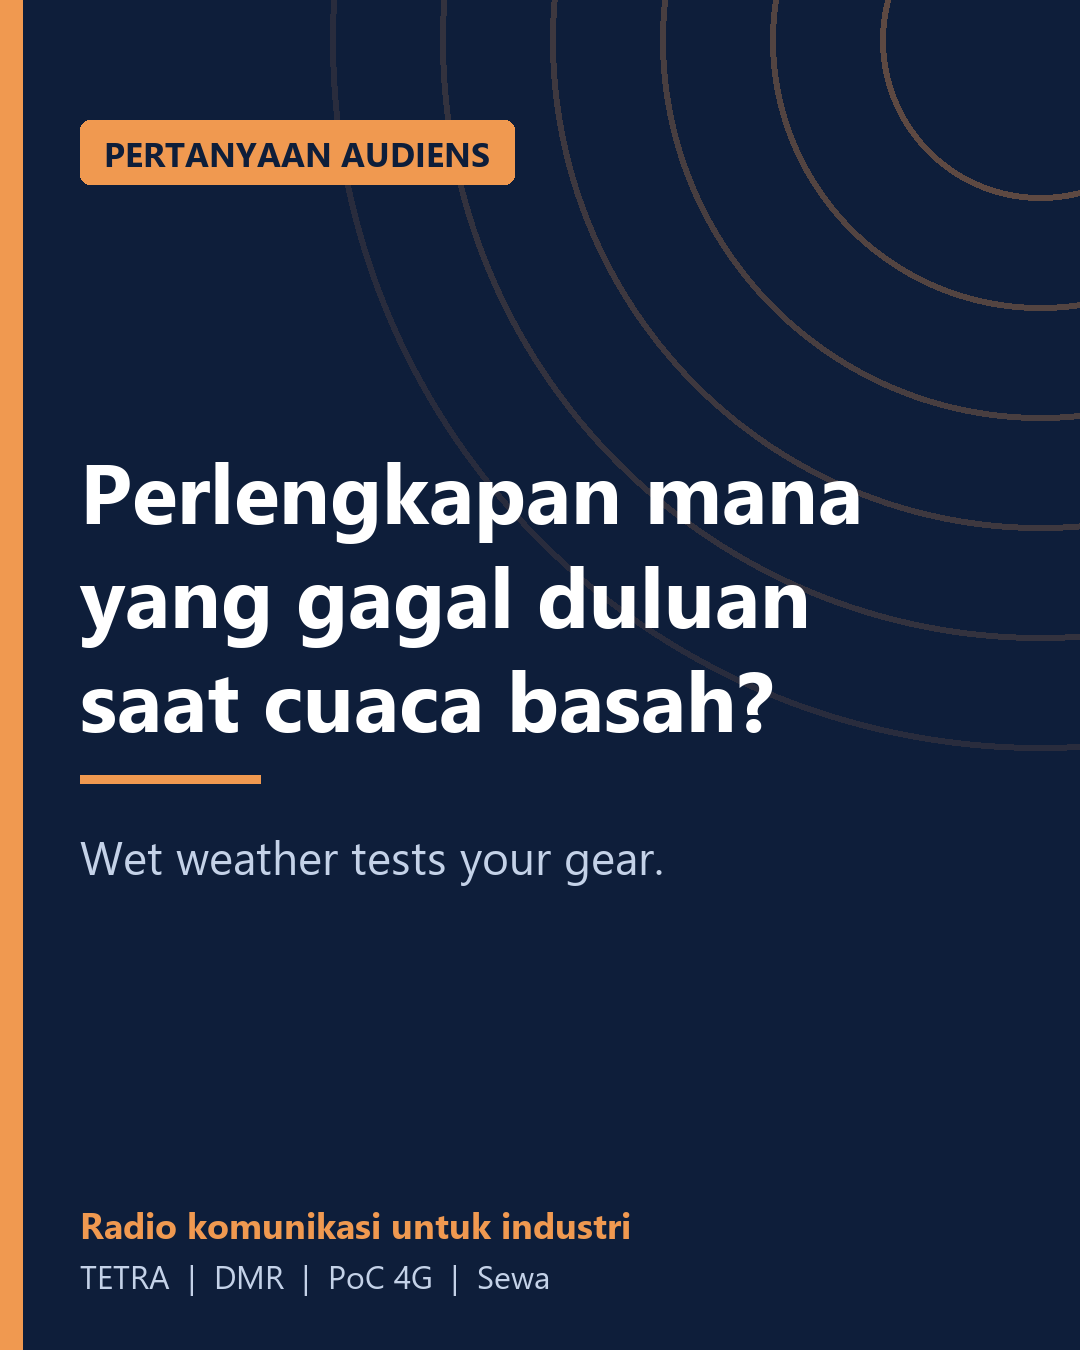 PERTANYAAN AUDIENS
Perlengkapan mana
yang gagal duluan
saat cuaca basah?
Wet weather tests your gear.
Radio komunikasi untuk industri
TETRA | DMR | PoC 4G | Sewa